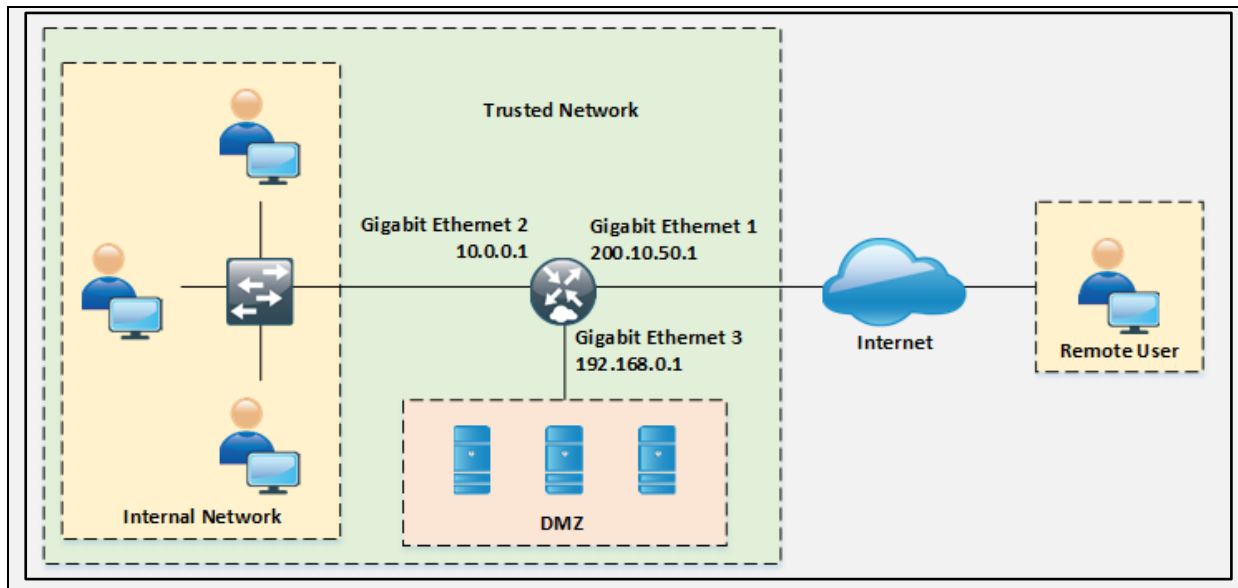 Trusted Network
Gigabit Ethernet 2
10.0.0.1
Gigabit Ethernet 1
200.10.50.1
Gigabit Ethernet 3
192.168.0.1
Internet
Remote User
Internal Network
DMZ